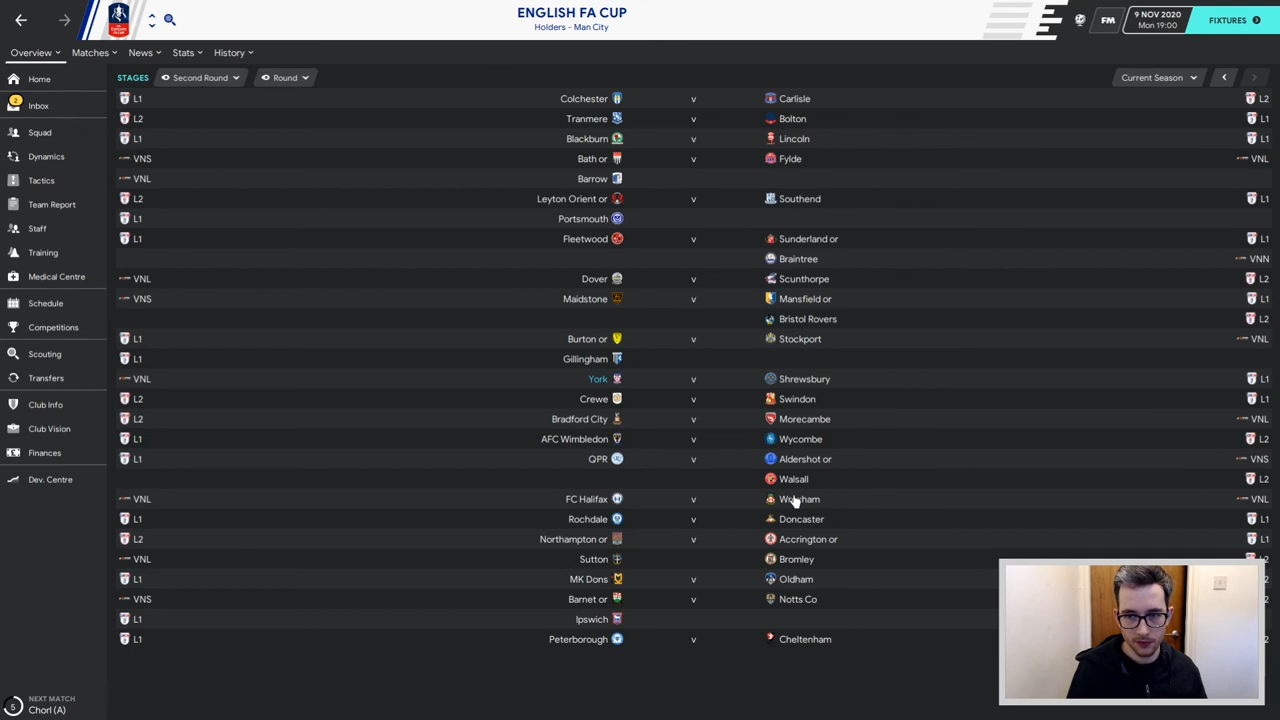 ENGLISH FA CUP
Holders - Man City
FM
9 NOV 2020
Mon 19:00
FIXTURES
Overview
Matches
News
Stats
History
STAGES
Second Round
Round
Current Season
Home
2
Inbox
Squad
Dynamics
Tactics
Team Report
Staff
Training
Medical Centre
Schedule
Competitions
Scouting
Transfers
Club Info
Club Vision
Finances
Dev. Centre
5
NEXT MATCH
Chorl (A)
L1 Colchester v Carlisle L2
L2 Tranmere v Bolton L1
L1 Blackburn v Lincoln L1
VNS Bath or v Fylde VNL
VNL Barrow
L2 Leyton Orient or v Southend L1
L1 Portsmouth
L1 Fleetwood v Sunderland or L1
Braintree VNN
VNL Dover v Scunthorpe L2
VNS Maidstone v Mansfield or L1
Bristol Rovers L2
L1 Burton or v Stockport VNL
L1 Gillingham
VNL York v Shrewsbury L1
L2 Crewe v Swindon L1
L2 Bradford City v Morecambe VNL
L1 AFC Wimbledon v Wycombe L2
L1 QPR v Aldershot or VNS
Walsall L2
VNL FC Halifax v Wrexham VNL
L1 Rochdale v Doncaster L1
L2 Northampton or v Accrington or L1
VNL Sutton v Bromley L2
L1 MK Dons v Oldham
VNS Barnet or v Notts Co 2
L1 Ipswich
L1 Peterborough v Cheltenham 2